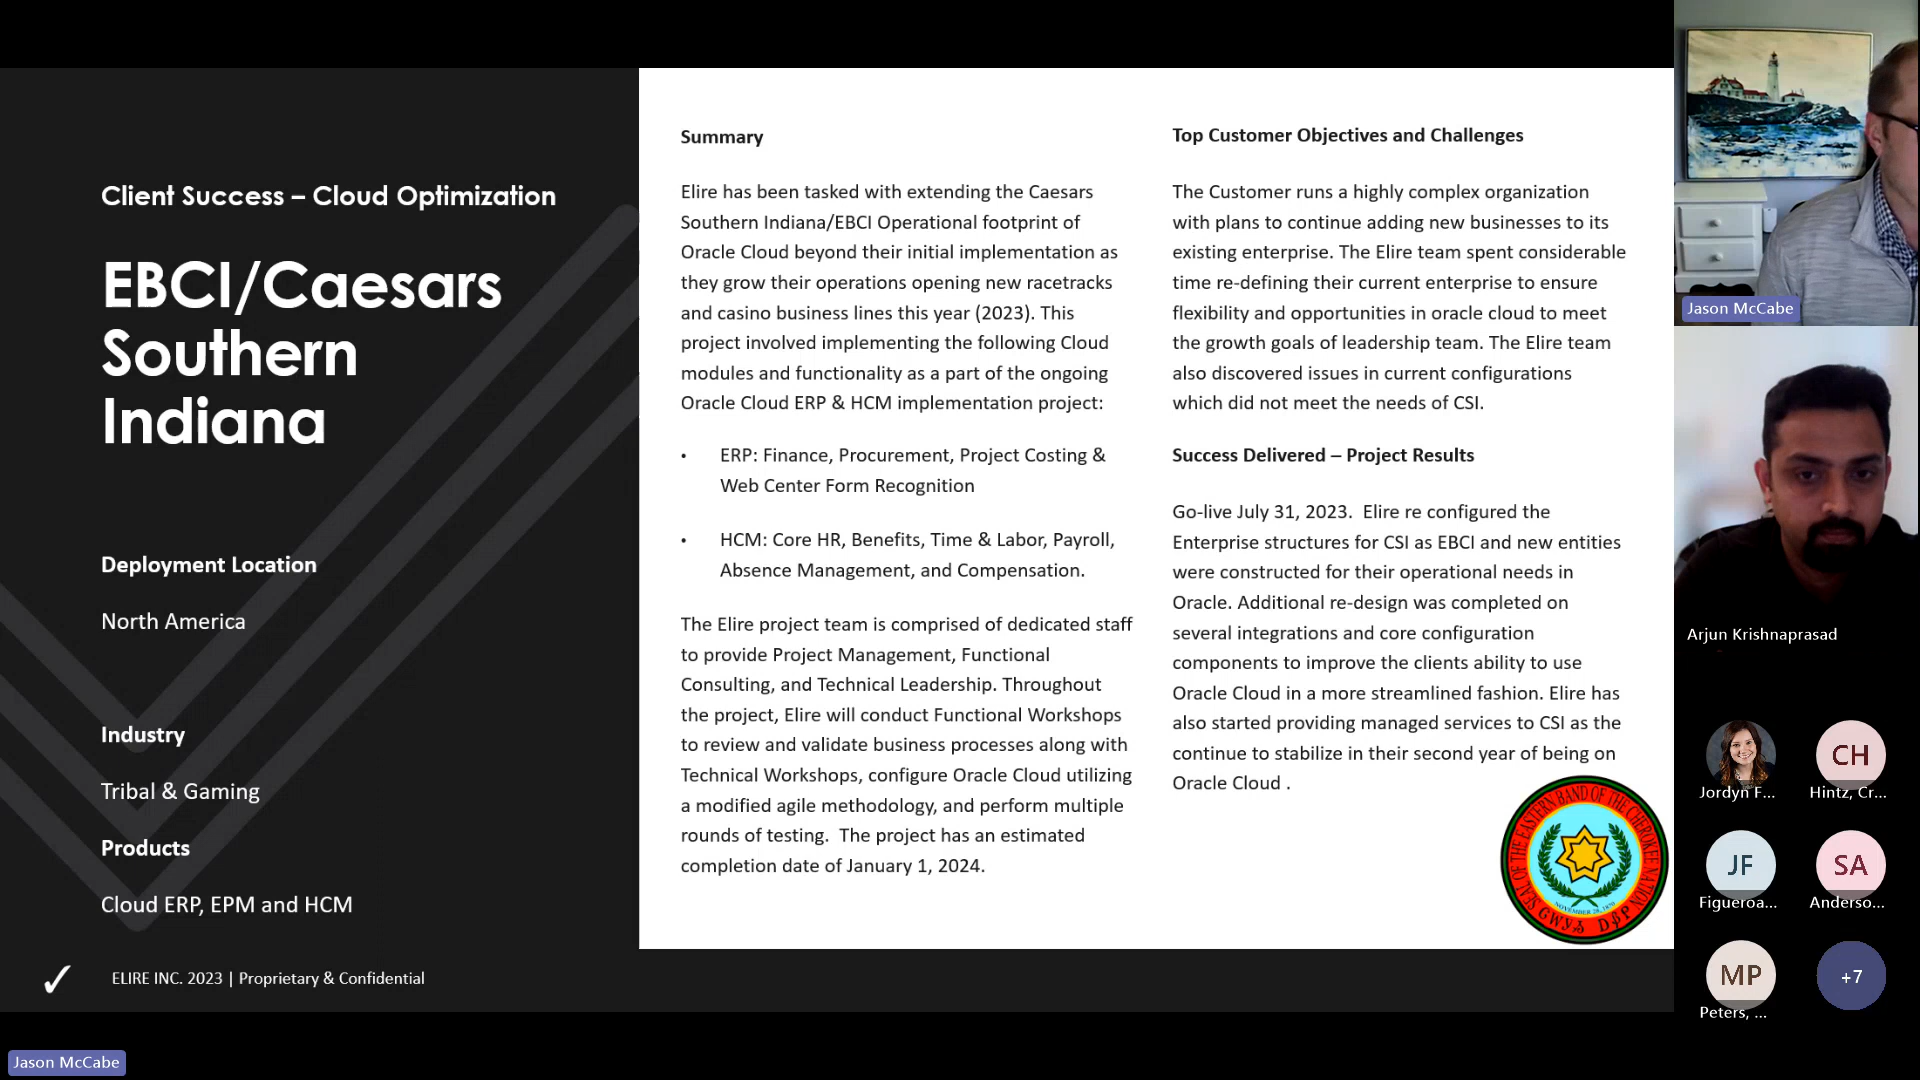 Client Success – Cloud Optimization
EBCI/Caesars
Southern
Indiana
Deployment Location
North America
Industry
Tribal & Gaming
Products
Cloud ERP, EPM and HCM
ELIRE INC. 2023 | Proprietary & Confidential
Summary
Elire has been tasked with extending the Caesars
Southern Indiana/EBCI Operational footprint of
Oracle Cloud beyond their initial implementation as
they grow their operations opening new racetracks
and casino business lines this year (2023). This
project involved implementing the following Cloud
modules and functionality as a part of the ongoing
Oracle Cloud ERP & HCM implementation project:
• ERP: Finance, Procurement, Project Costing &
Web Center Form Recognition
• HCM: Core HR, Benefits, Time & Labor, Payroll,
Absence Management, and Compensation.
The Elire project team is comprised of dedicated staff
to provide Project Management, Functional
Consulting, and Technical Leadership. Throughout
the project, Elire will conduct Functional Workshops
to review and validate business processes along with
Technical Workshops, configure Oracle Cloud utilizing
a modified agile methodology, and perform multiple
rounds of testing.  The project has an estimated
completion date of January 1, 2024.
Top Customer Objectives and Challenges
The Customer runs a highly complex organization
with plans to continue adding new businesses to its
existing enterprise. The Elire team spent considerable
time re-defining their current enterprise to ensure
flexibility and opportunities in oracle cloud to meet
the growth goals of leadership team. The Elire team
also discovered issues in current configurations
which did not meet the needs of CSI.
Success Delivered – Project Results
Go-live July 31, 2023.  Elire re configured the
Enterprise structures for CSI as EBCI and new entities
were constructed for their operational needs in
Oracle. Additional re-design was completed on
several integrations and core configuration
components to improve the clients ability to use
Oracle Cloud in a more streamlined fashion. Elire has
also started providing managed services to CSI as the
continue to stabilize in their second year of being on
Oracle Cloud .
SEAL OF THE EASTERN BAND OF THE CHEROKEE NATION
ᏣᎳᎩ
Jason McCabe
Arjun Krishnaprasad
Jordyn F...
CH
Hintz, Cr...
JF
Figueroa...
SA
Anderso...
MP
Peters, ...
+7
Jason McCabe